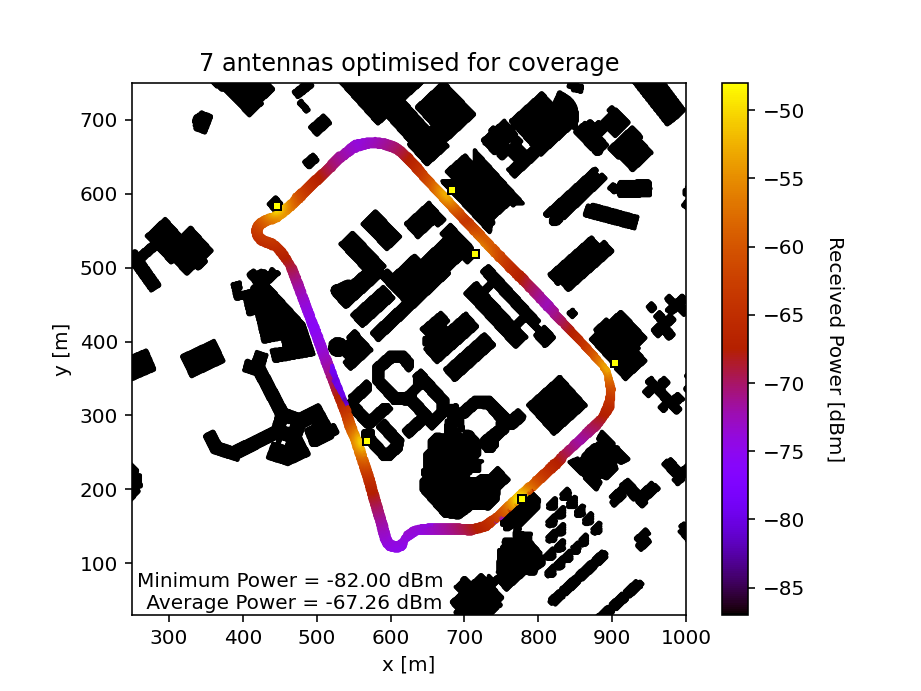 7 antennas optimised for coverage
700
600
500
400
300
200
100
y [m]
Minimum Power = -82.00 dBm
Average Power = -67.26 dBm
300 400 500 600 700 800 900 1000
x [m]
−50
−55
−60
−65
−70
−75
−80
−85
Received Power [dBm]